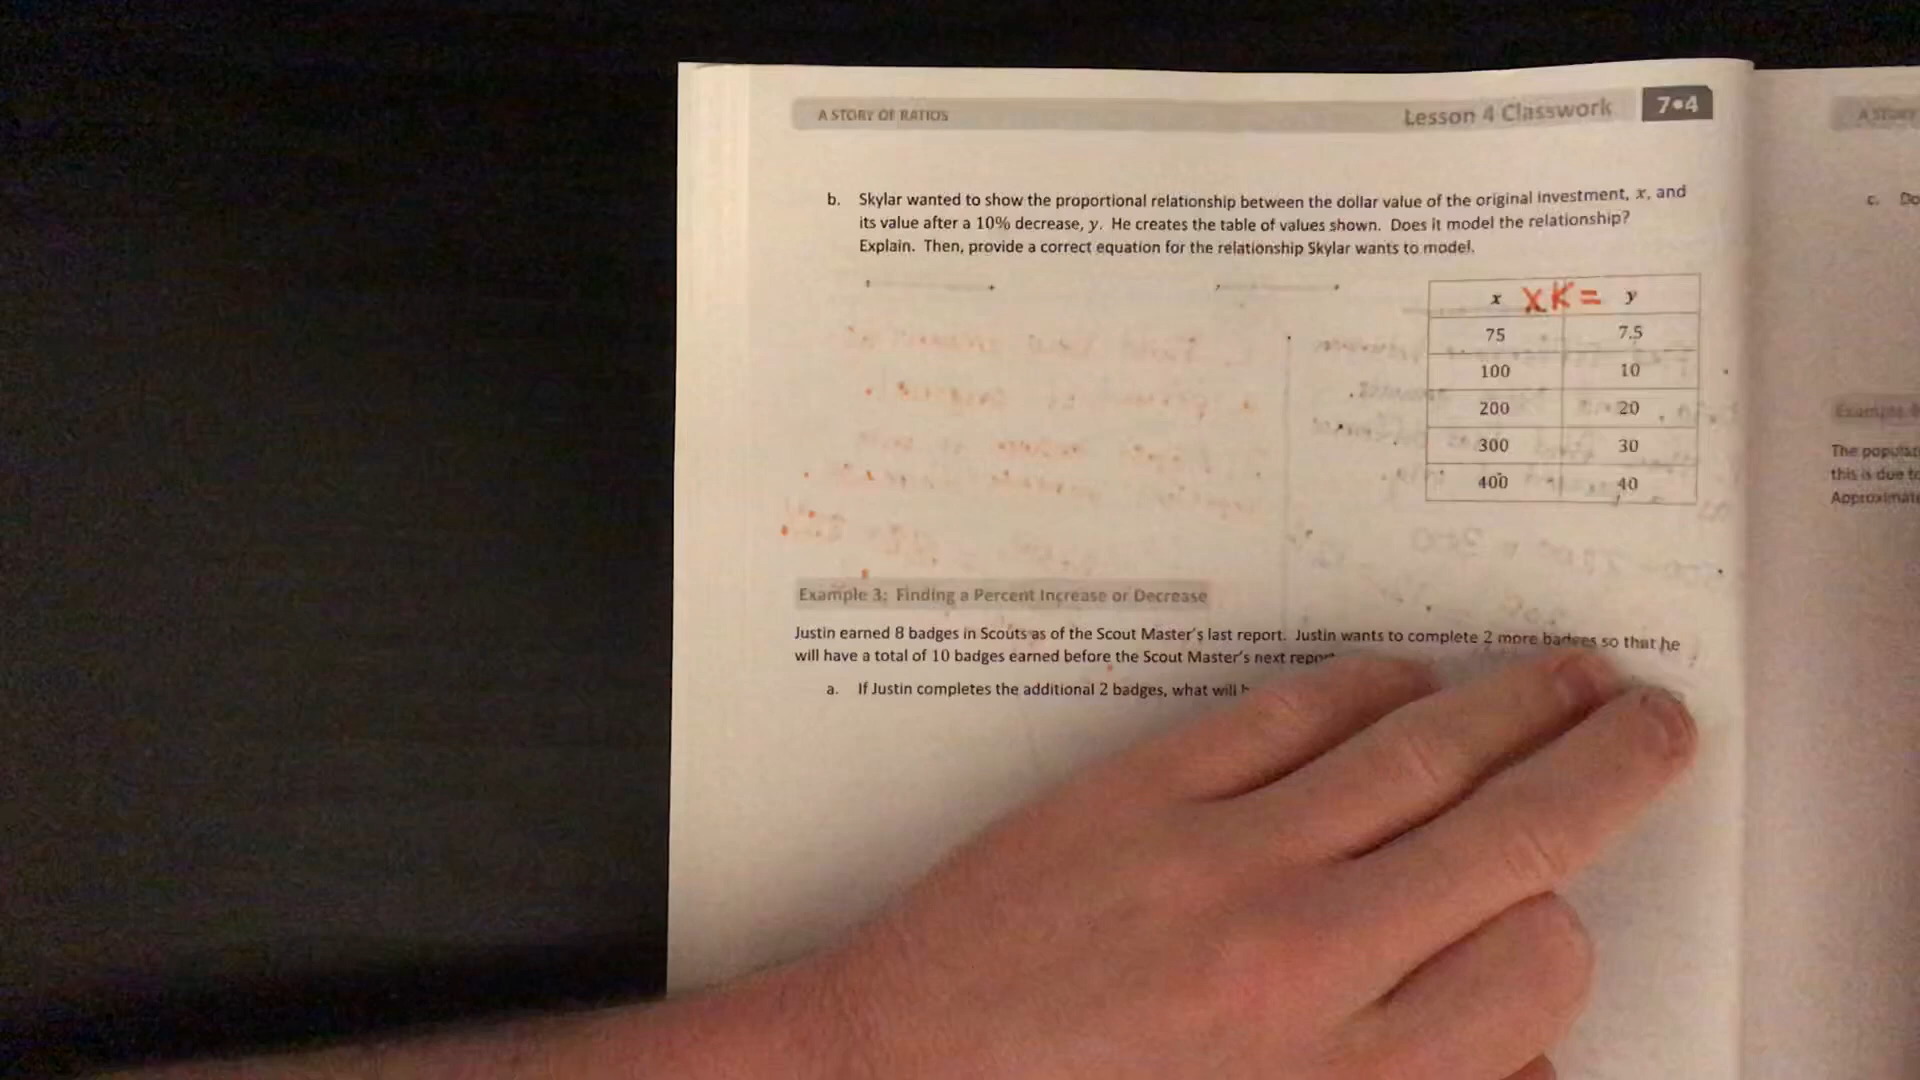 A STORY OF RATIOS
Lesson 4 Classwork
7•4
b. Skylar wanted to show the proportional relationship between the dollar value of the original investment, x, and
its value after a 10% decrease, y. He creates the table of values shown. Does it model the relationship?
Explain. Then, provide a correct equation for the relationship Skylar wants to model.
x XK = y
75 7.5
100 10
200 20
300 30
400 40
Example 3: Finding a Percent Increase or Decrease
Justin earned 8 badges in Scouts as of the Scout Master's last report. Justin wants to complete 2 more badges so that he
will have a total of 10 badges earned before the Scout Master's next
a. If Justin completes the additional 2 badges, what will
A STORY
c. Do
Example
The
this is due to